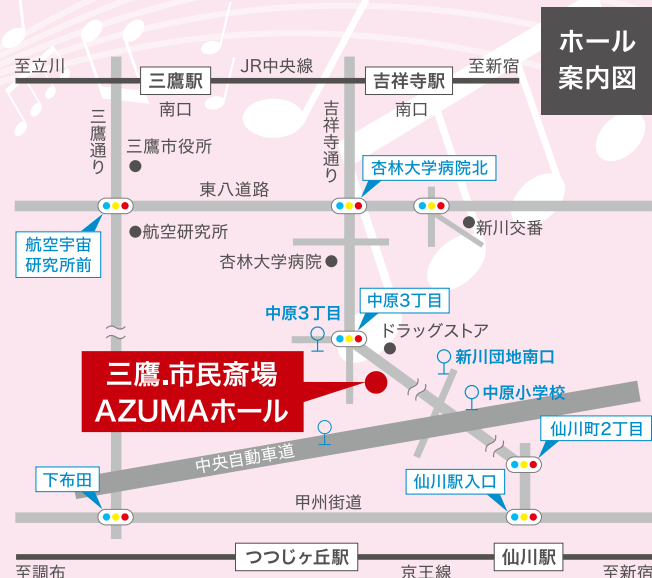 ホール
案内図
至立川
三鷹駅
JR中央線
吉祥寺駅
至新宿
南口
南口
三鷹通り
吉祥寺通り
三鷹市役所
杏林大学病院北
東八道路
航空宇宙
研究所前
航空研究所
新川交番
杏林大学病院
中原3丁目
中原3丁目
ドラッグストア
三鷹.市民斎場
AZUMAホール
新川団地南口
中原小学校
仙川町2丁目
中央自動車道
下布田
仙川駅入口
甲州街道
つつじヶ丘駅
仙川駅
至調布
京王線
至新宿